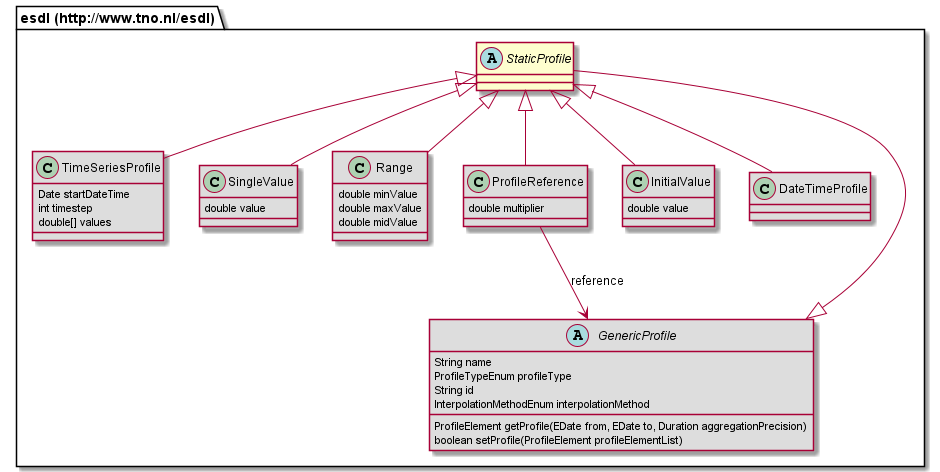 esdl (http://www.tno.nl/esdl)
A StaticProfile
C TimeSeriesProfile
Date startDateTime
int timestep
double[] values
C SingleValue
double value
C Range
double minValue
double maxValue
double midValue
C ProfileReference
double multiplier
C InitialValue
double value
C DateTimeProfile
reference
A GenericProfile
String name
ProfileTypeEnum profileType
String id
InterpolationMethodEnum interpolationMethod
ProfileElement getProfile(EDate from, EDate to, Duration aggregationPrecision)
boolean setProfile(ProfileElement profileElementList)